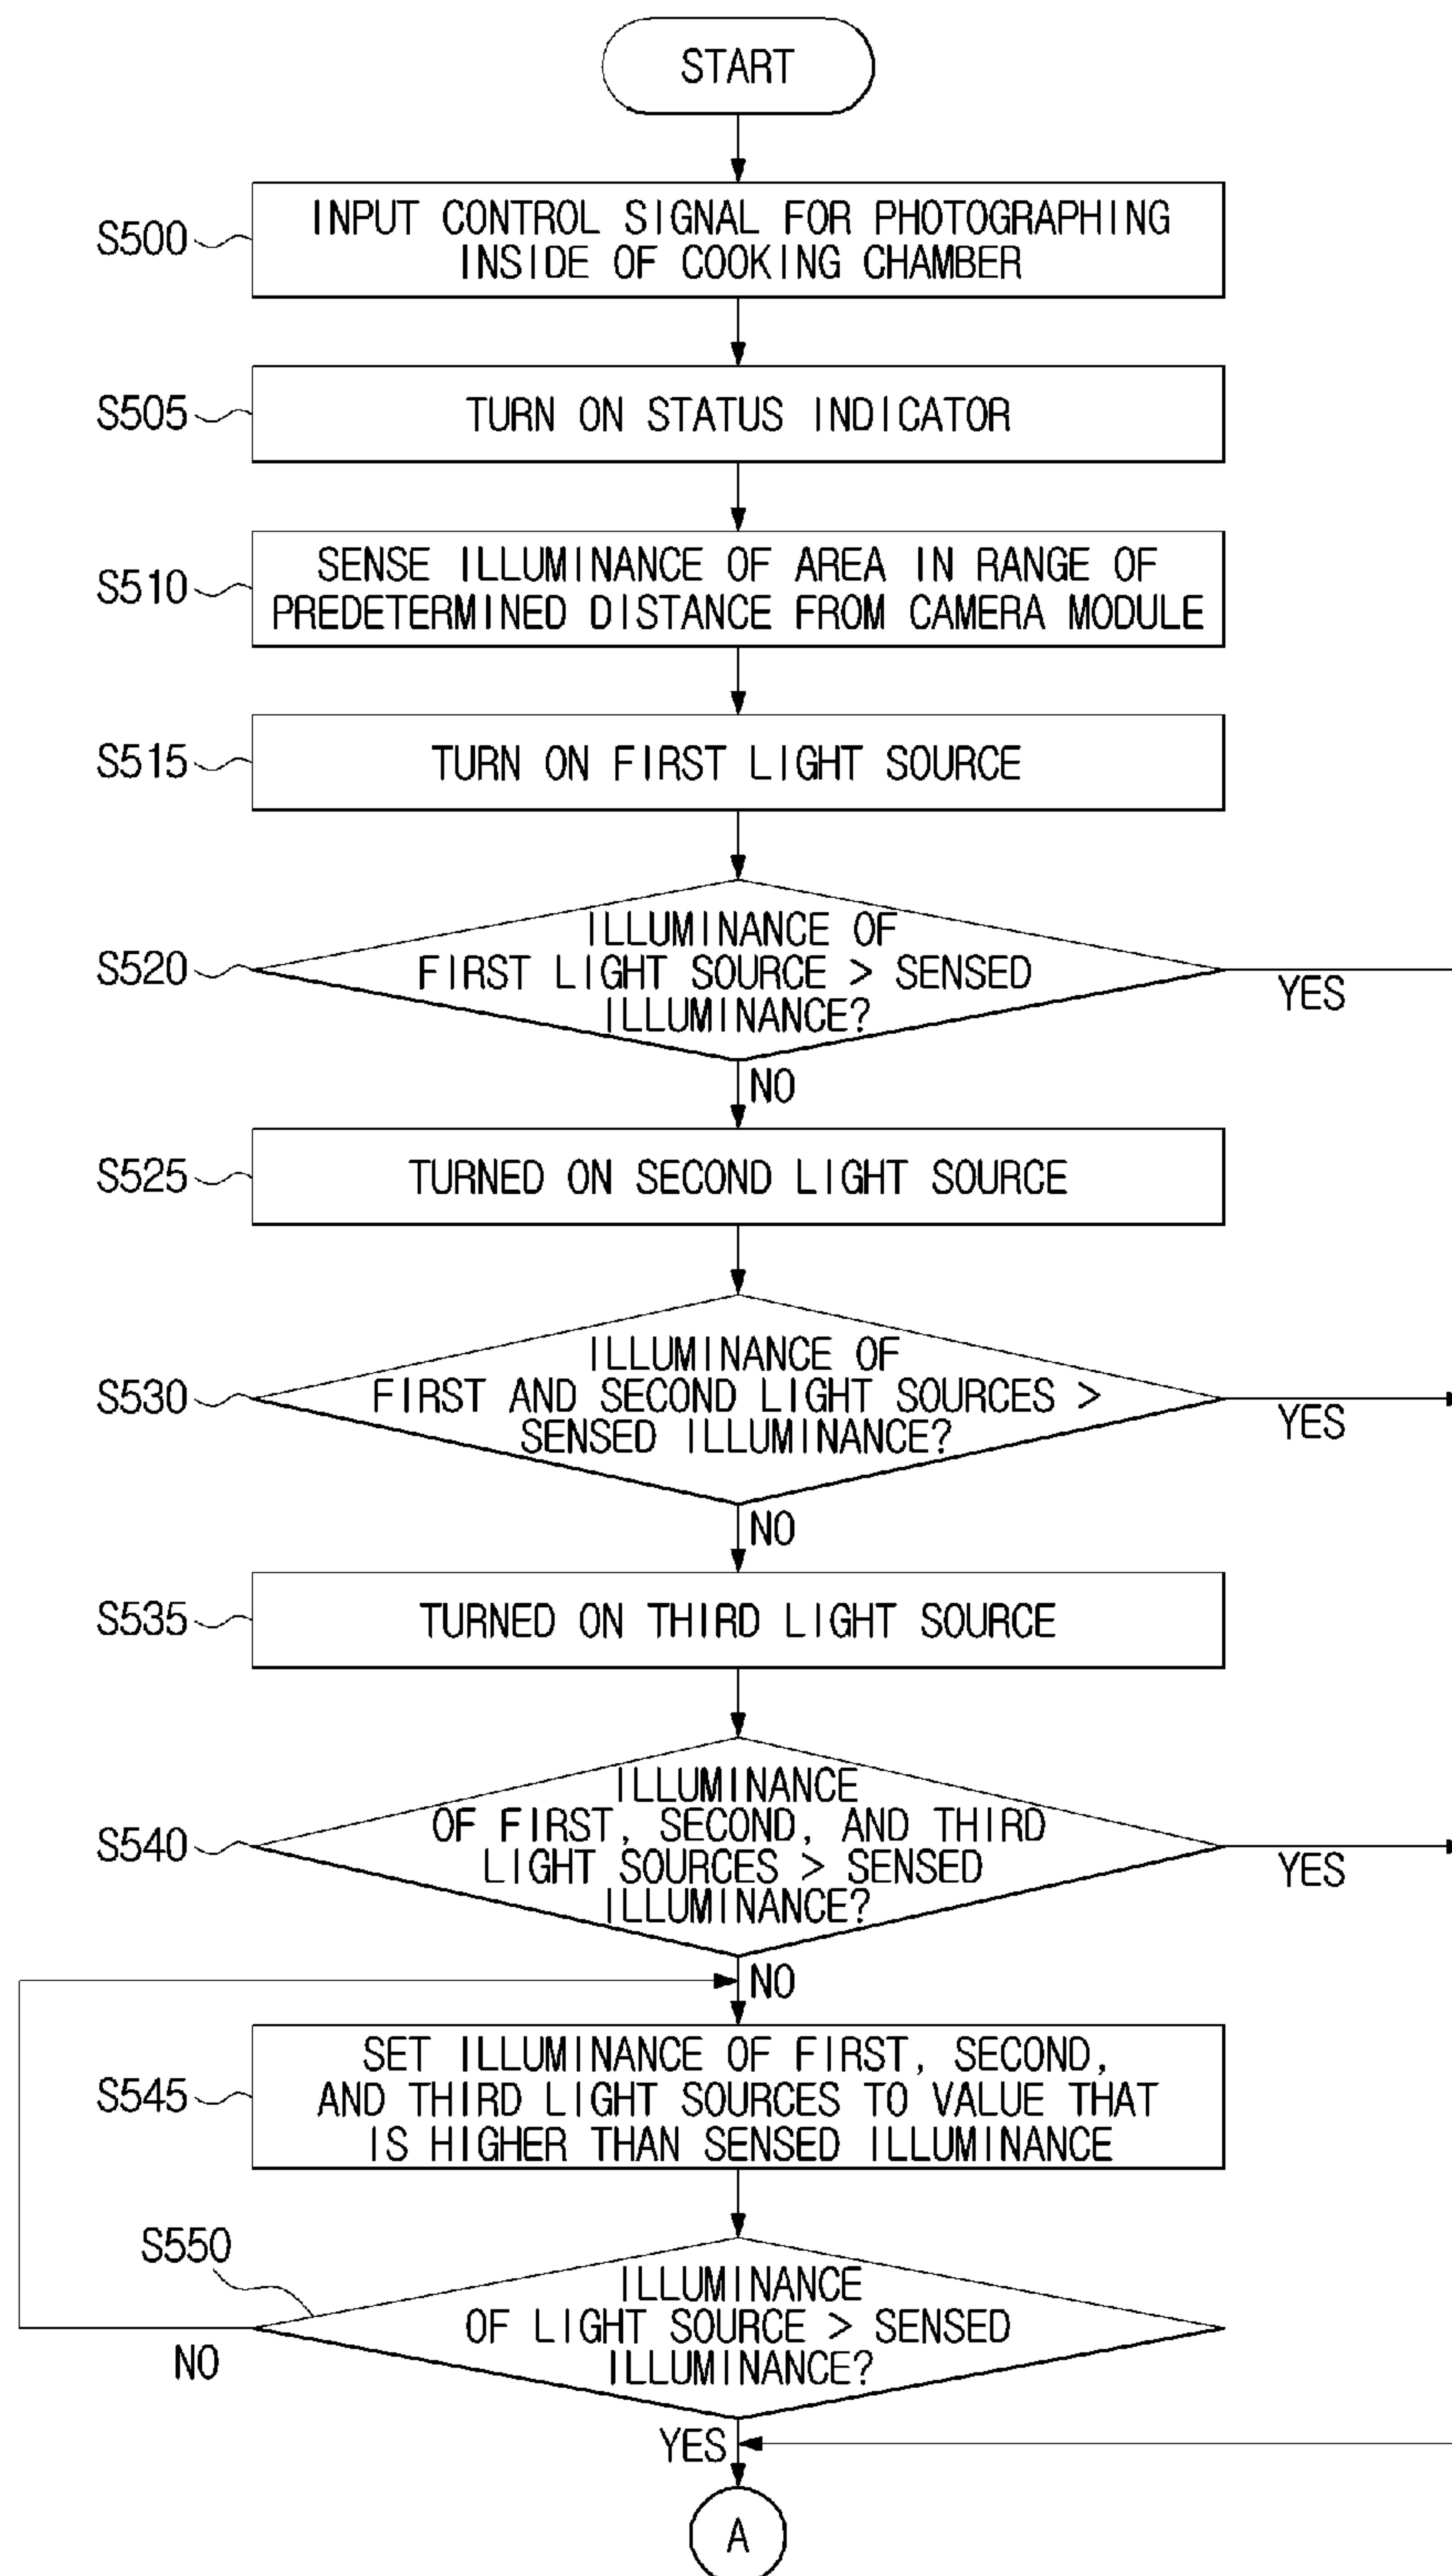 START
S500
INPUT CONTROL SIGNAL FOR PHOTOGRAPHING
INSIDE OF COOKING CHAMBER
S505
TURN ON STATUS INDICATOR
S510
SENSE ILLUMINANCE OF AREA IN RANGE OF
PREDETERMINED DISTANCE FROM CAMERA MODULE
S515
TURN ON FIRST LIGHT SOURCE
S520
ILLUMINANCE OF
FIRST LIGHT SOURCE > SENSED
ILLUMINANCE?
YES
NO
S525
TURNED ON SECOND LIGHT SOURCE
S530
ILLUMINANCE OF
FIRST AND SECOND LIGHT SOURCES >
SENSED ILLUMINANCE?
YES
NO
S535
TURNED ON THIRD LIGHT SOURCE
S540
ILLUMINANCE
OF FIRST, SECOND, AND THIRD
LIGHT SOURCES > SENSED
ILLUMINANCE?
YES
NO
S545
SET ILLUMINANCE OF FIRST, SECOND,
AND THIRD LIGHT SOURCES TO VALUE THAT
IS HIGHER THAN SENSED ILLUMINANCE
S550
ILLUMINANCE
OF LIGHT SOURCE > SENSED
ILLUMINANCE?
NO
YES
A